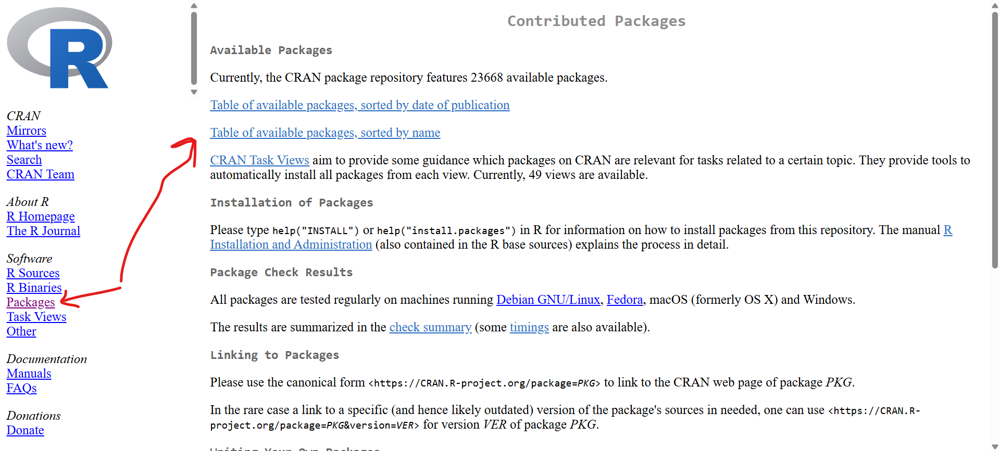 R
CRAN
Mirrors
What's new?
Search
CRAN Team
About R
R Homepage
The R Journal
Software
R Sources
R Binaries
Packages
Task Views
Other
Documentation
Manuals
FAQs
Donations
Donate
Contributed Packages
Available Packages
Currently, the CRAN package repository features 23668 available packages.
Table of available packages, sorted by date of publication
Table of available packages, sorted by name
CRAN Task Views aim to provide some guidance which packages on CRAN are relevant for tasks related to a certain topic. They provide tools to
automatically install all packages from each view. Currently, 49 views are available.
Installation of Packages
Please type help("INSTALL") or help("install.packages") in R for information on how to install packages from this repository. The manual R
Installation and Administration (also contained in the R base sources) explains the process in detail.
Package Check Results
All packages are tested regularly on machines running Debian GNU/Linux, Fedora, macOS (formerly OS X) and Windows.
The results are summarized in the check summary (some timings are also available).
Linking to Packages
Please use the canonical form <https://CRAN.R-project.org/package=PKG> to link to the CRAN web page of package PKG.
In the rare case a link to a specific (and hence likely outdated) version of the package's sources in needed, one can use <https://CRAN.R-
project.org/package=PKG&version=VER> for version VER of package PKG.
Writing Your Own Packages